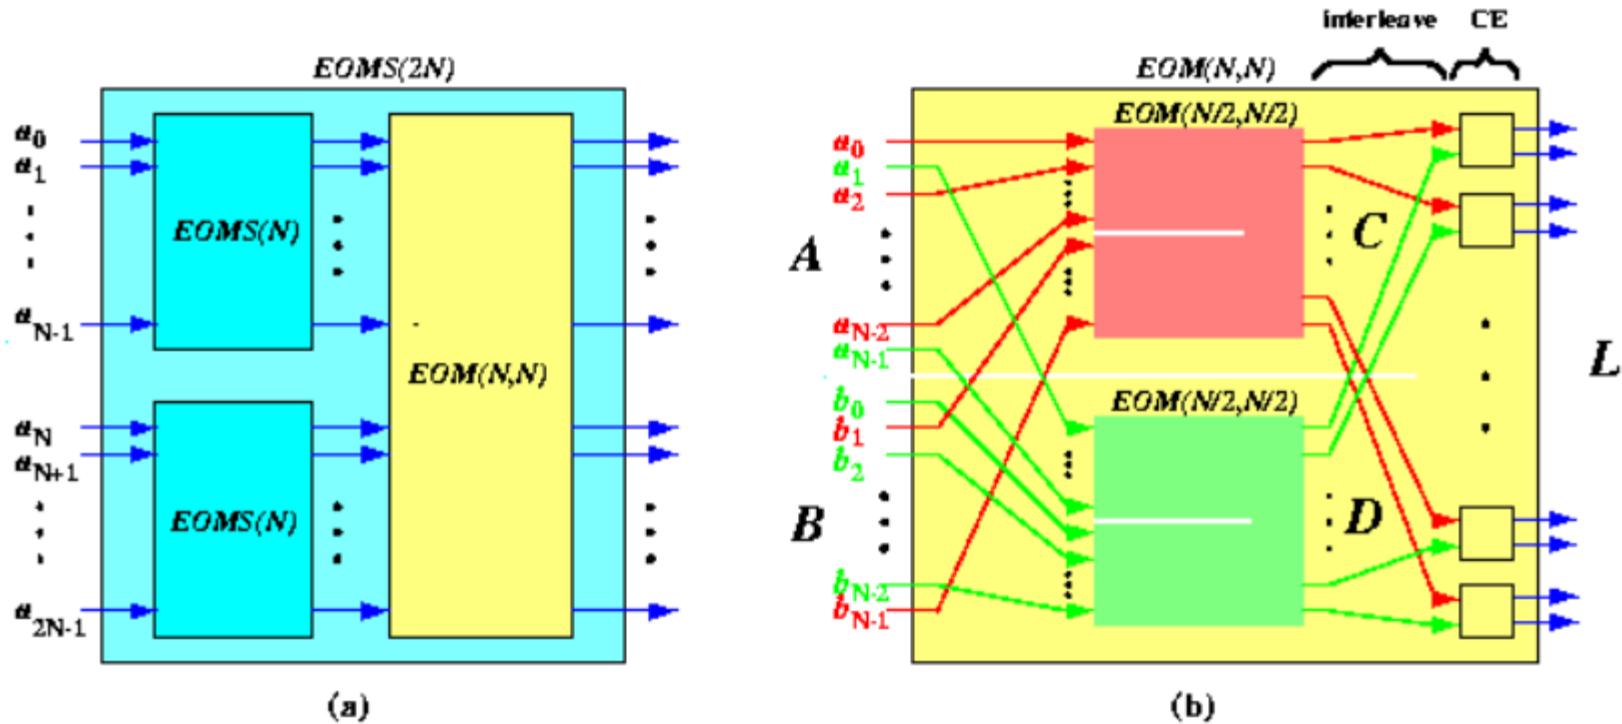 interleave CE
EOMS(2N)
a0
a1
aN-1
aN
aN+1
a2N-1
EOMS(N)
EOMS(N)
EOM(N,N)
(a)
EOM(N,N)
EOM(N/2,N/2)
a0
a1
a2
A
aN-2
aN-1
b0
b1
b2
B
bN-2
bN-1
C
EOM(N/2,N/2)
D
L
(b)